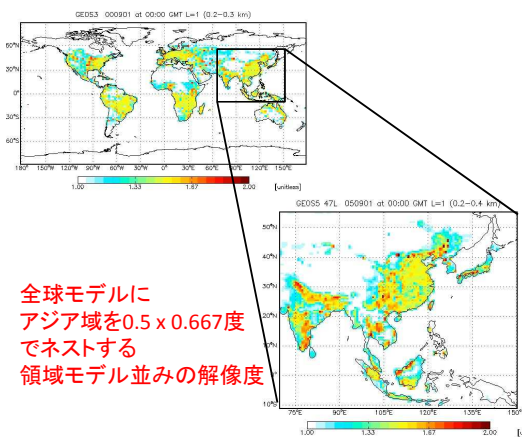 GEOS3 000901 at 00:00 GMT L=1 (0.2-0.3 km)
60°N
30°N
0°
30°S
60°S
180° 150°W 120°W 90°W 60°W 30°W 0° 30°E 60°E 90°E 120°E 150°E
1.00 1.33 1.67 2.00 [unitless]
GEOS5 47L 050901 at 00:00 GMT L=1 (0.2-0.4 km)
50°N
40°N
30°N
20°N
10°N
0°
10°S
75°E 90°E 105°E 120°E 135°E 150°
1.00 1.33 1.67 2.00
全球モデルに
アジア域を0.5 x 0.667度
でネストする
領域モデル並みの解像度